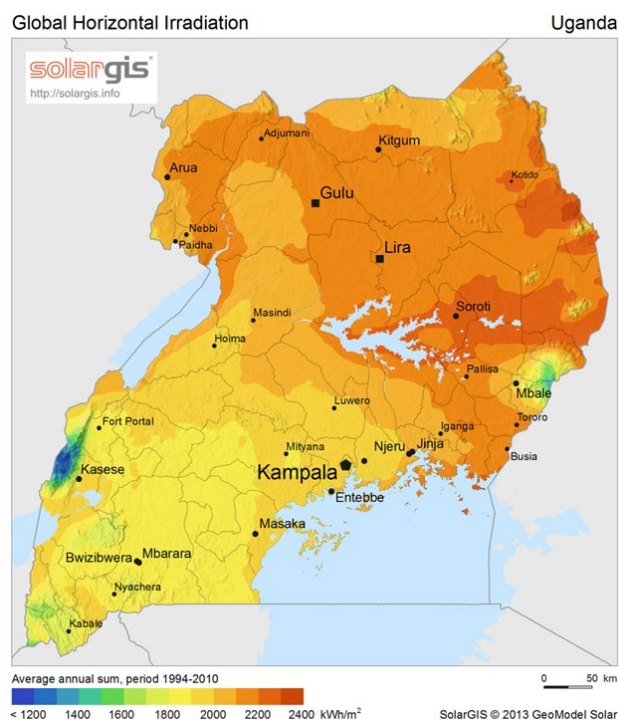 Global Horizontal Irradiation
Uganda
solargis
http://solargis.info
Adjumani
Kitgum
Arua
Kotido
Gulu
Nebbi
Paidha
Lira
Masindi
Soroti
Hoima
Pallisa
Mbale
Luwero
Fort Portal
Tororo
Iganga
Mityana
Njeru
Jinja
Busia
Kampala
Kasese
Entebbe
Masaka
Bwizibwera
Mbarara
Nyachera
Kabale
Average annual sum, period 1994-2010
0 50 km
< 1200 1400 1600 1800 2000 2200 2400 kWh/m²
SolarGIS © 2013 GeoModel Solar